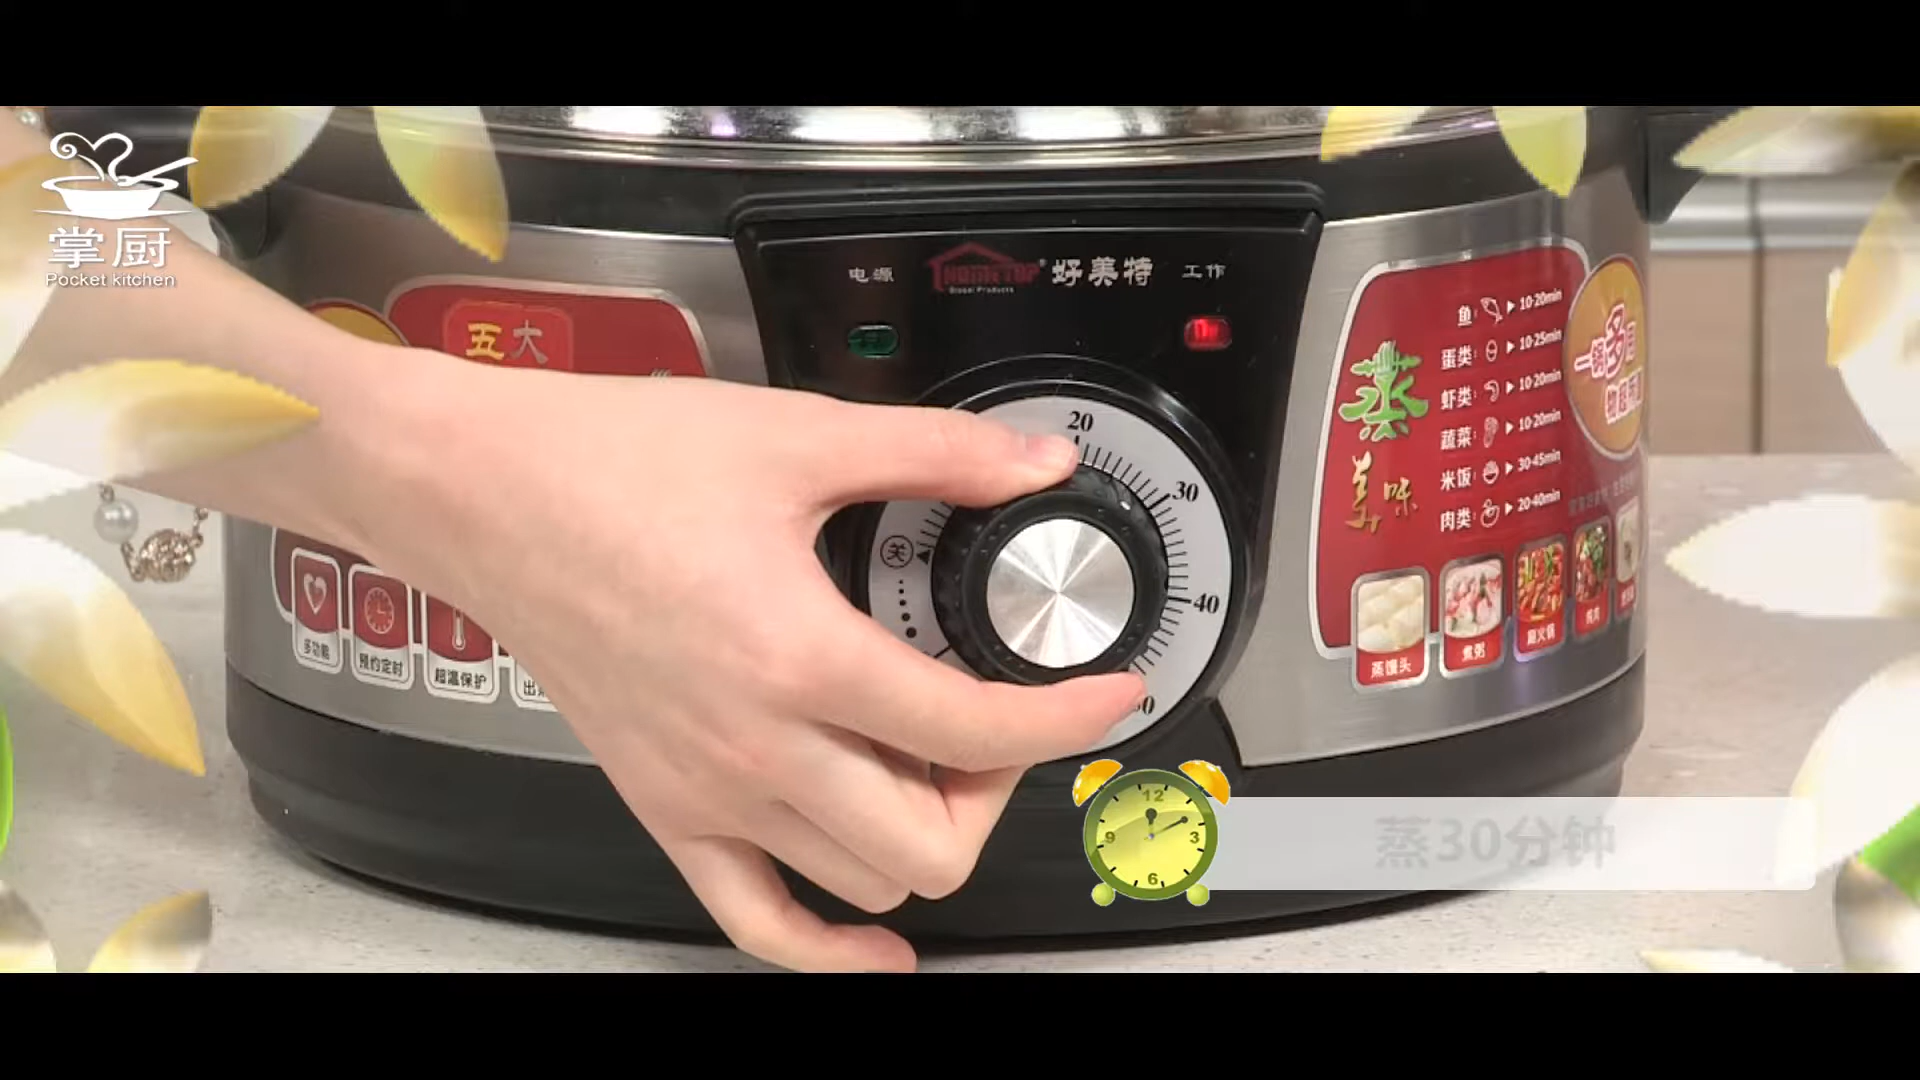 掌厨
Pocket kitchen
五大
电源
HOMETOP® 好美特
Global Products
工作
20
30
40
关
蒸
美味
鱼: 10-20min
蛋类: 10-25min
虾类: 10-20min
蔬菜: 10-20min
米饭: 30-45min
肉类: 20-40min
多功能
预约定时
超温保护
蒸馒头
煮粥
涮火锅
12
3
6
9
蒸30分钟